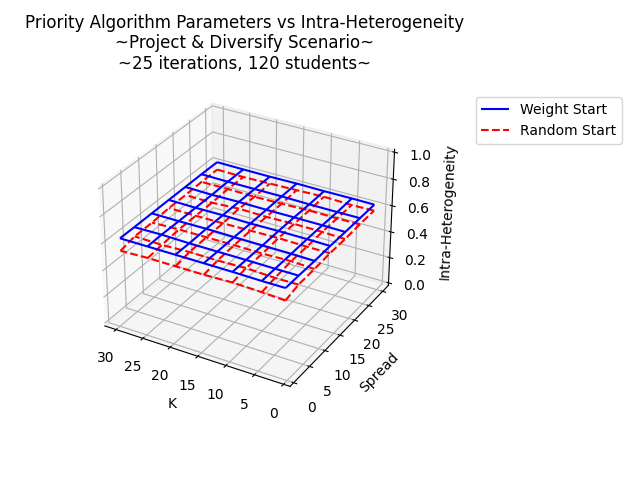 Priority Algorithm Parameters vs Intra-Heterogeneity
~Project & Diversify Scenario~
~25 iterations, 120 students~
Weight Start
Random Start
1.0
0.8
0.6
0.4
0.2
0.0
Intra-Heterogeneity
30
25
20
15
10
5
0
K
0
5
10
15
20
25
30
Spread